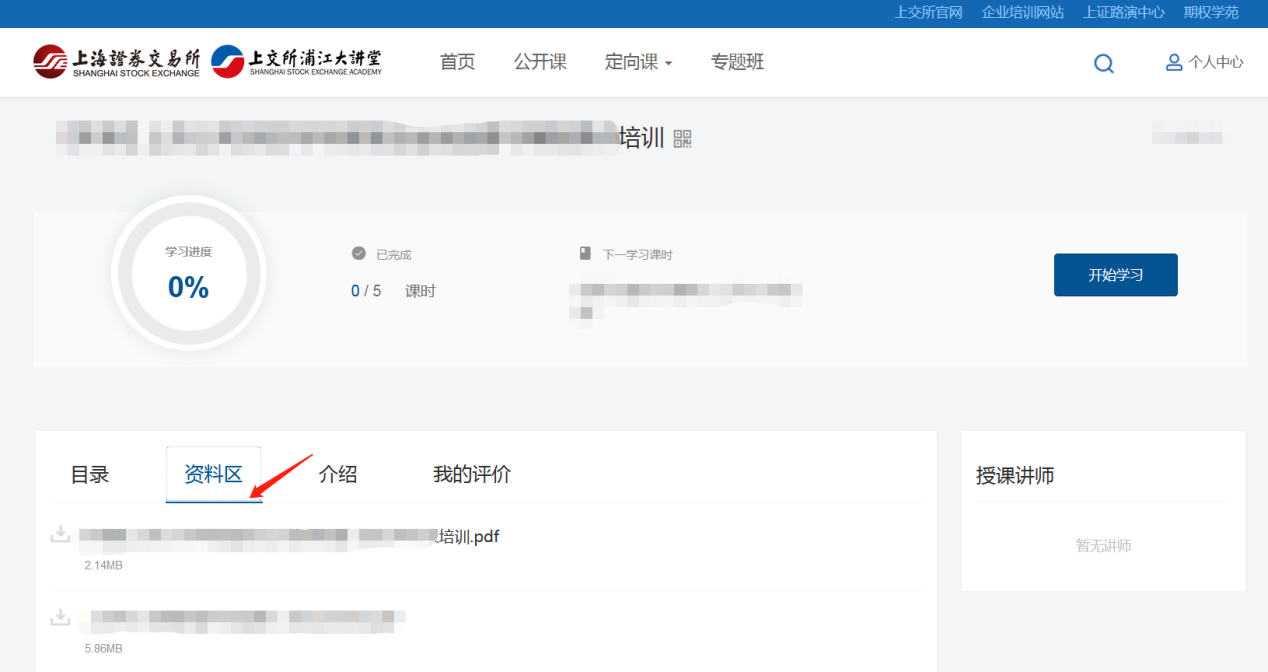 上交所官网 企业培训网站 上证路演中心 期权学苑
上海證券交易所 上交所浦江大講堂 首页 公开课 定向课 专题班 个人中心
SHANGHAI STOCK EXCHANGE SHANGHAI STOCK EXCHANGE ACADEMY
培训
学习进度 已完成 下一学习课时
0% 0 / 5 课时 开始学习
目录 资料区 介绍 我的评价 授课讲师
培训.pdf
2.14MB
暂无讲师
5.86MB